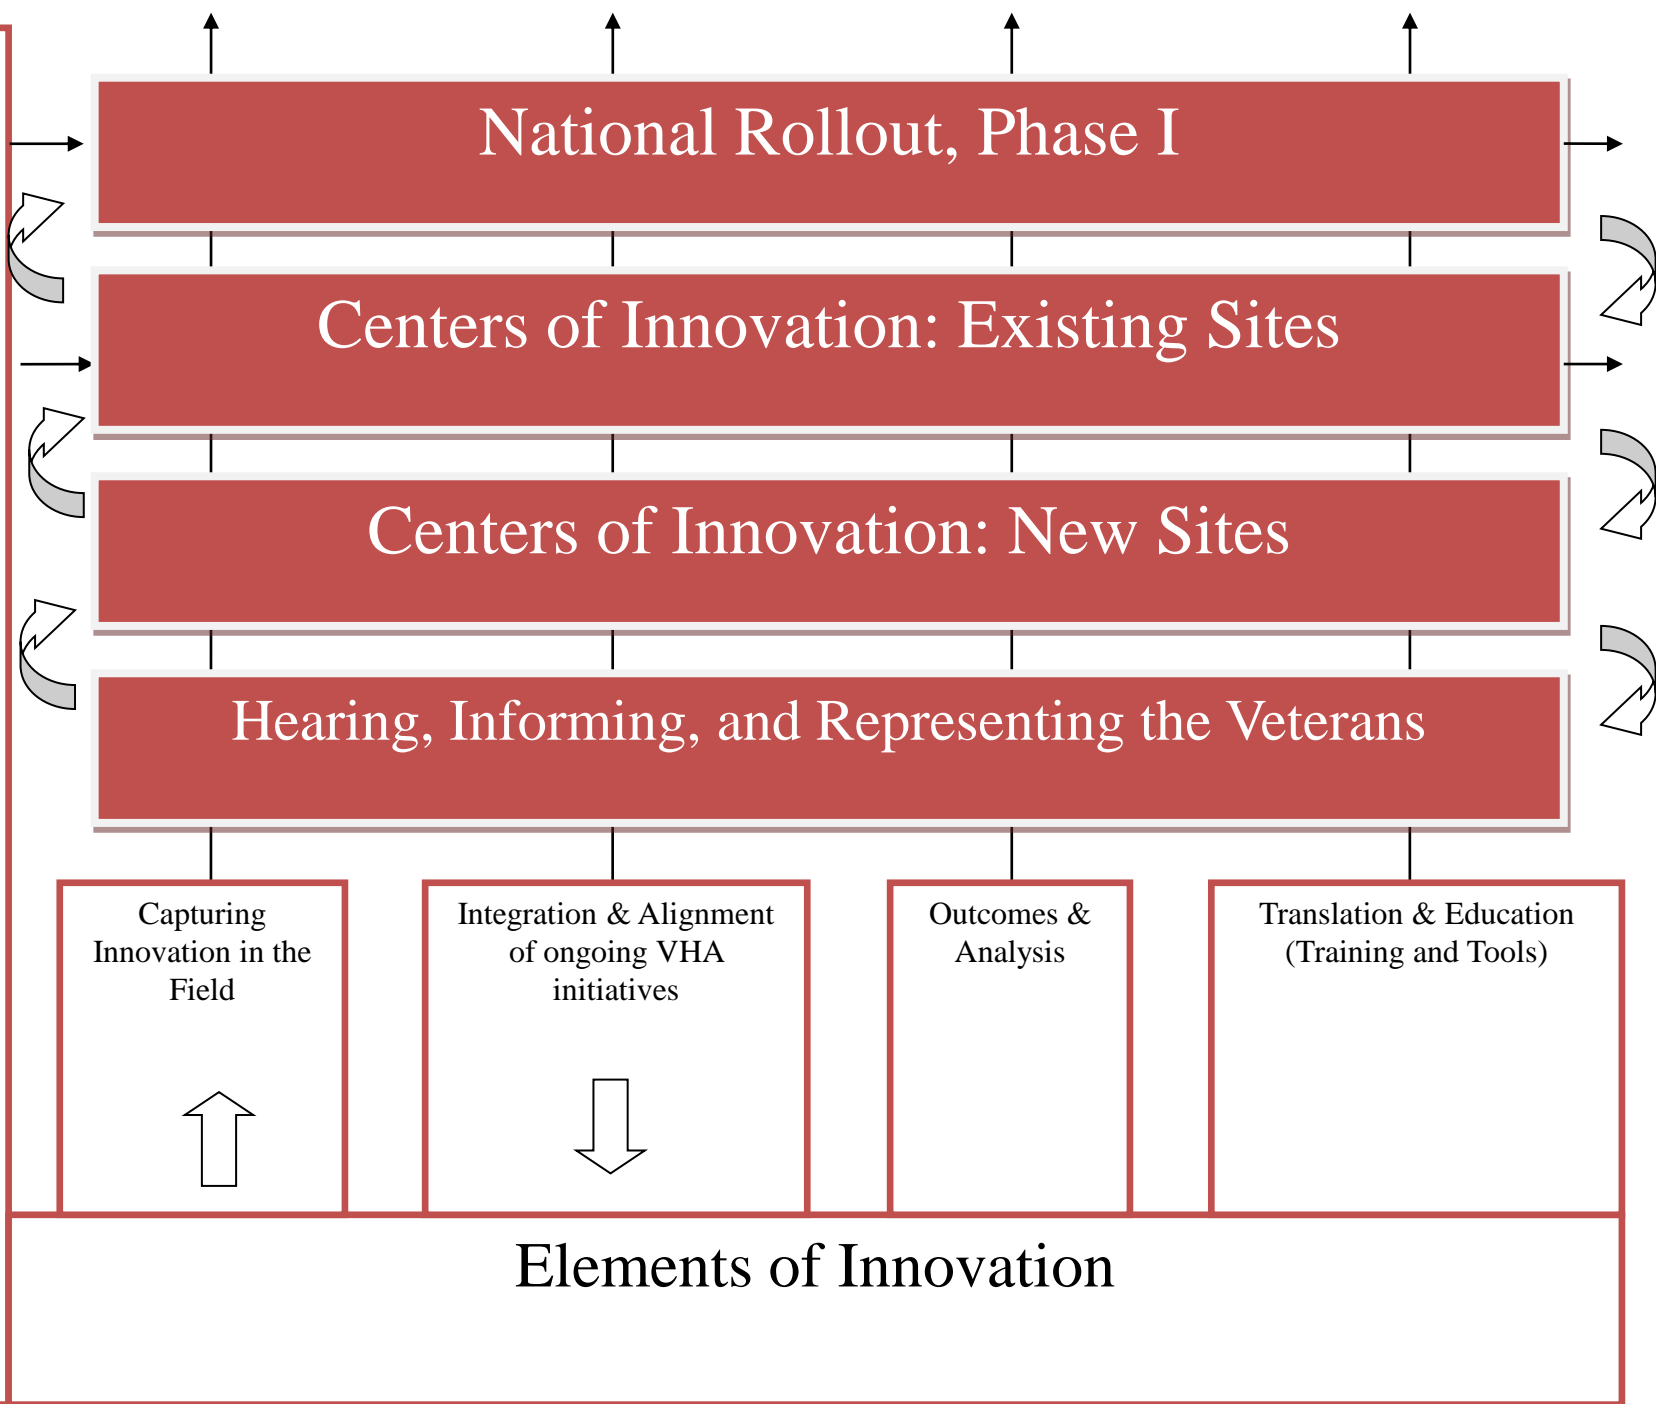 National Rollout, Phase I
Centers of Innovation: Existing Sites
Centers of Innovation: New Sites
Hearing, Informing, and Representing the Veterans
Capturing
Innovation in the
Field
Integration & Alignment
of ongoing VHA
initiatives
Outcomes &
Analysis
Translation & Education
(Training and Tools)
Elements of Innovation